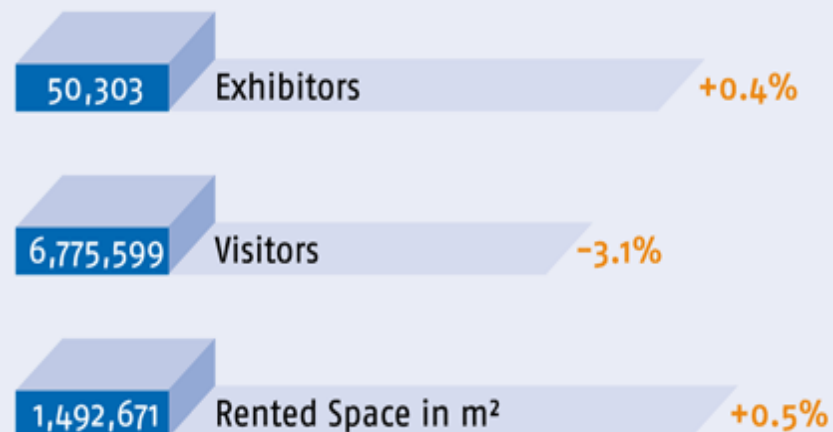 50,303 Exhibitors +0.4%
6,775,599 Visitors -3.1%
1,492,671 Rented Space in m² +0.5%